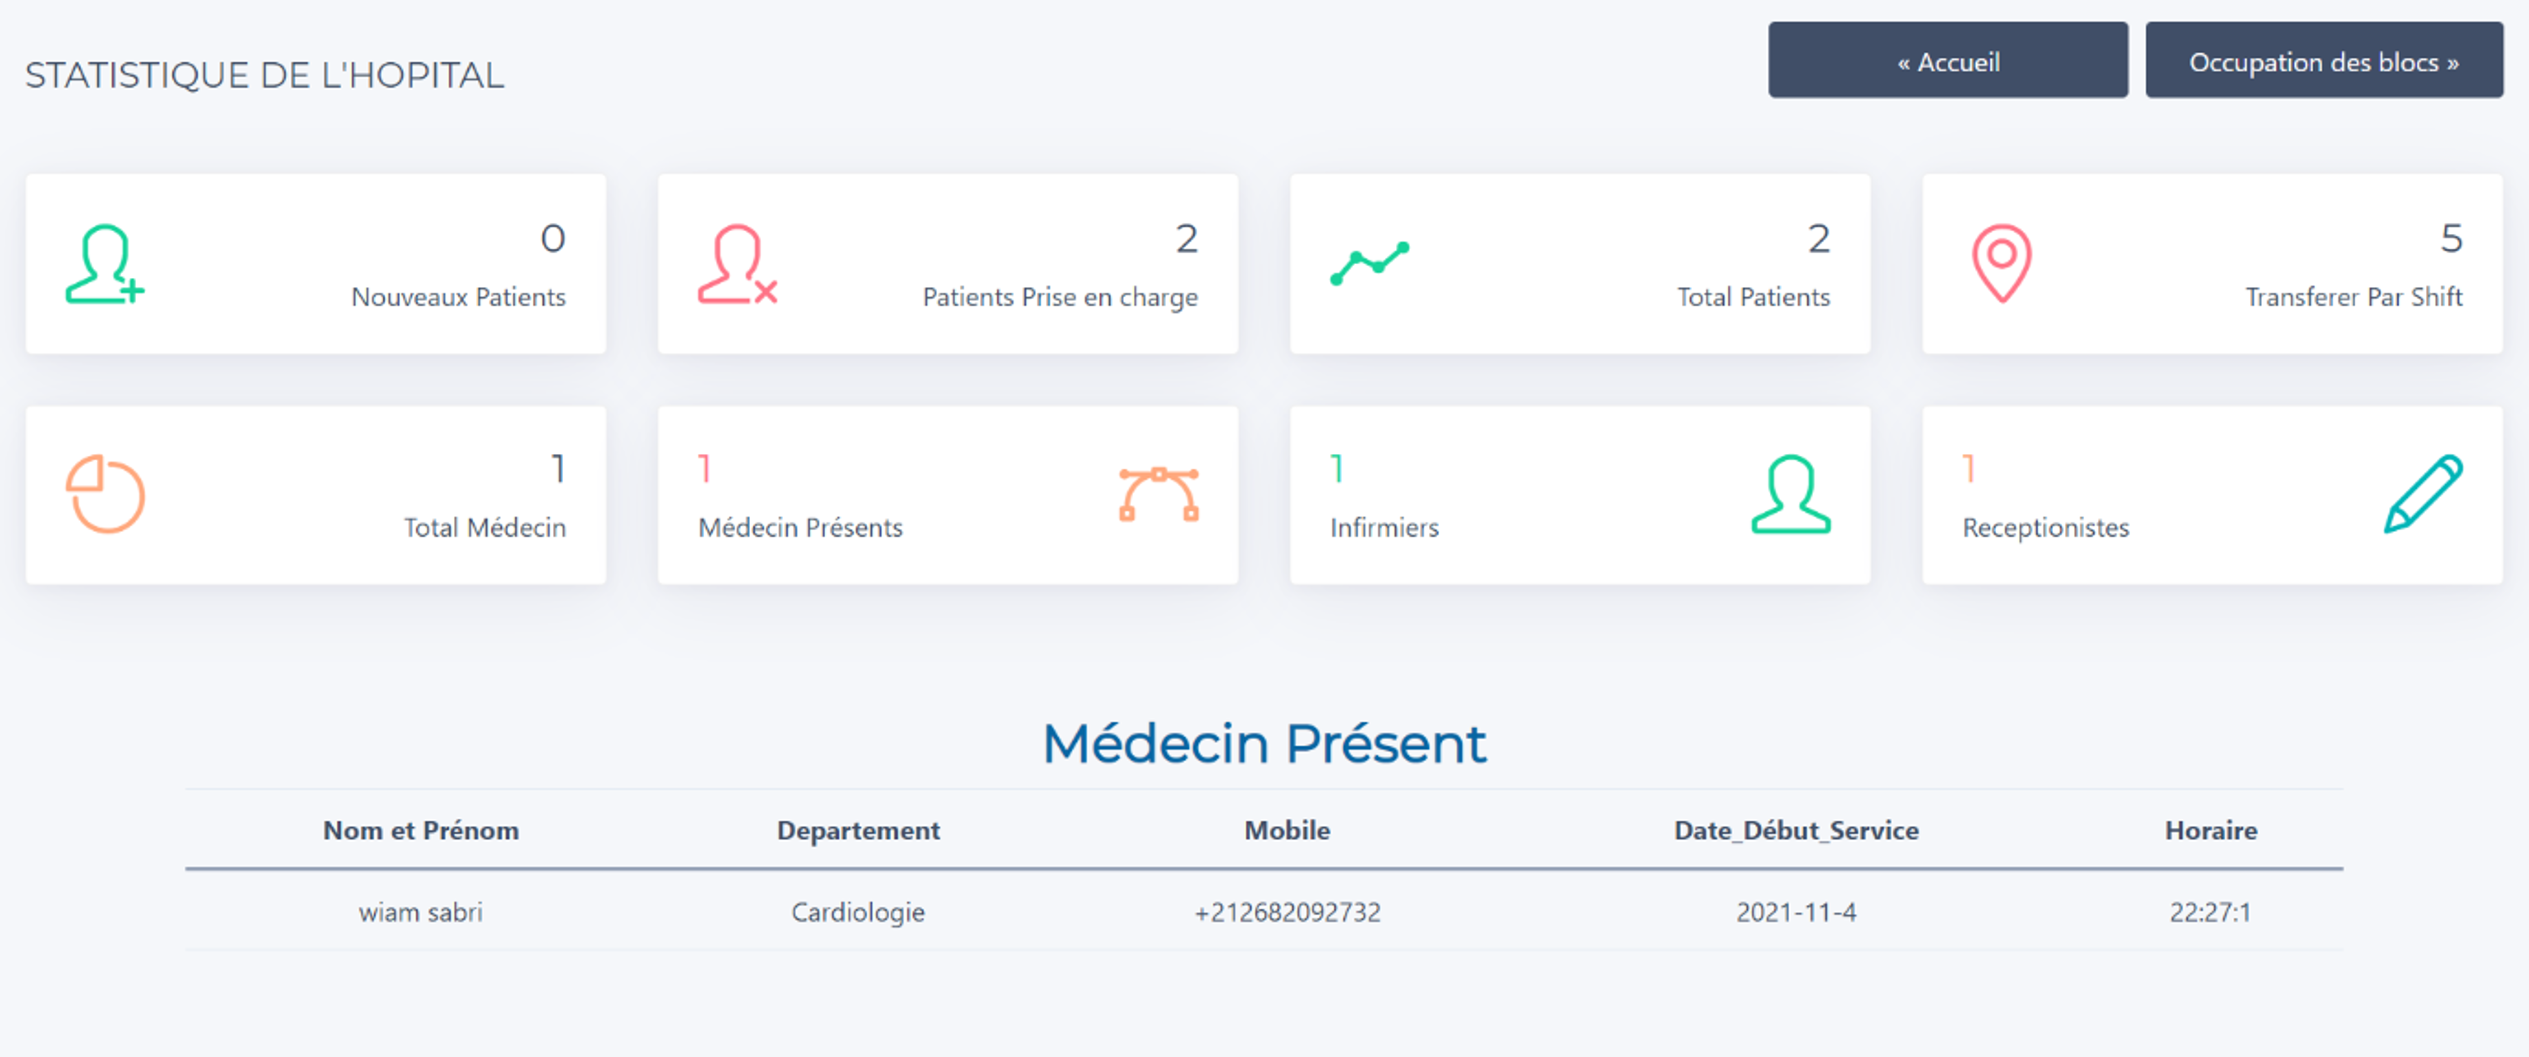 STATISTIQUE DE L'HOPITAL
« Accueil
Occupation des blocs »
0
Nouveaux Patients
2
Patients Prise en charge
2
Total Patients
5
Transferer Par Shift
1
Total Médecin
1
Médecin Présents
1
Infirmiers
1
Receptionistes
Médecin Présent
Nom et Prénom Departement Mobile Date_Début_Service Horaire
wiam sabri Cardiologie +212682092732 2021-11-4 22:27:1